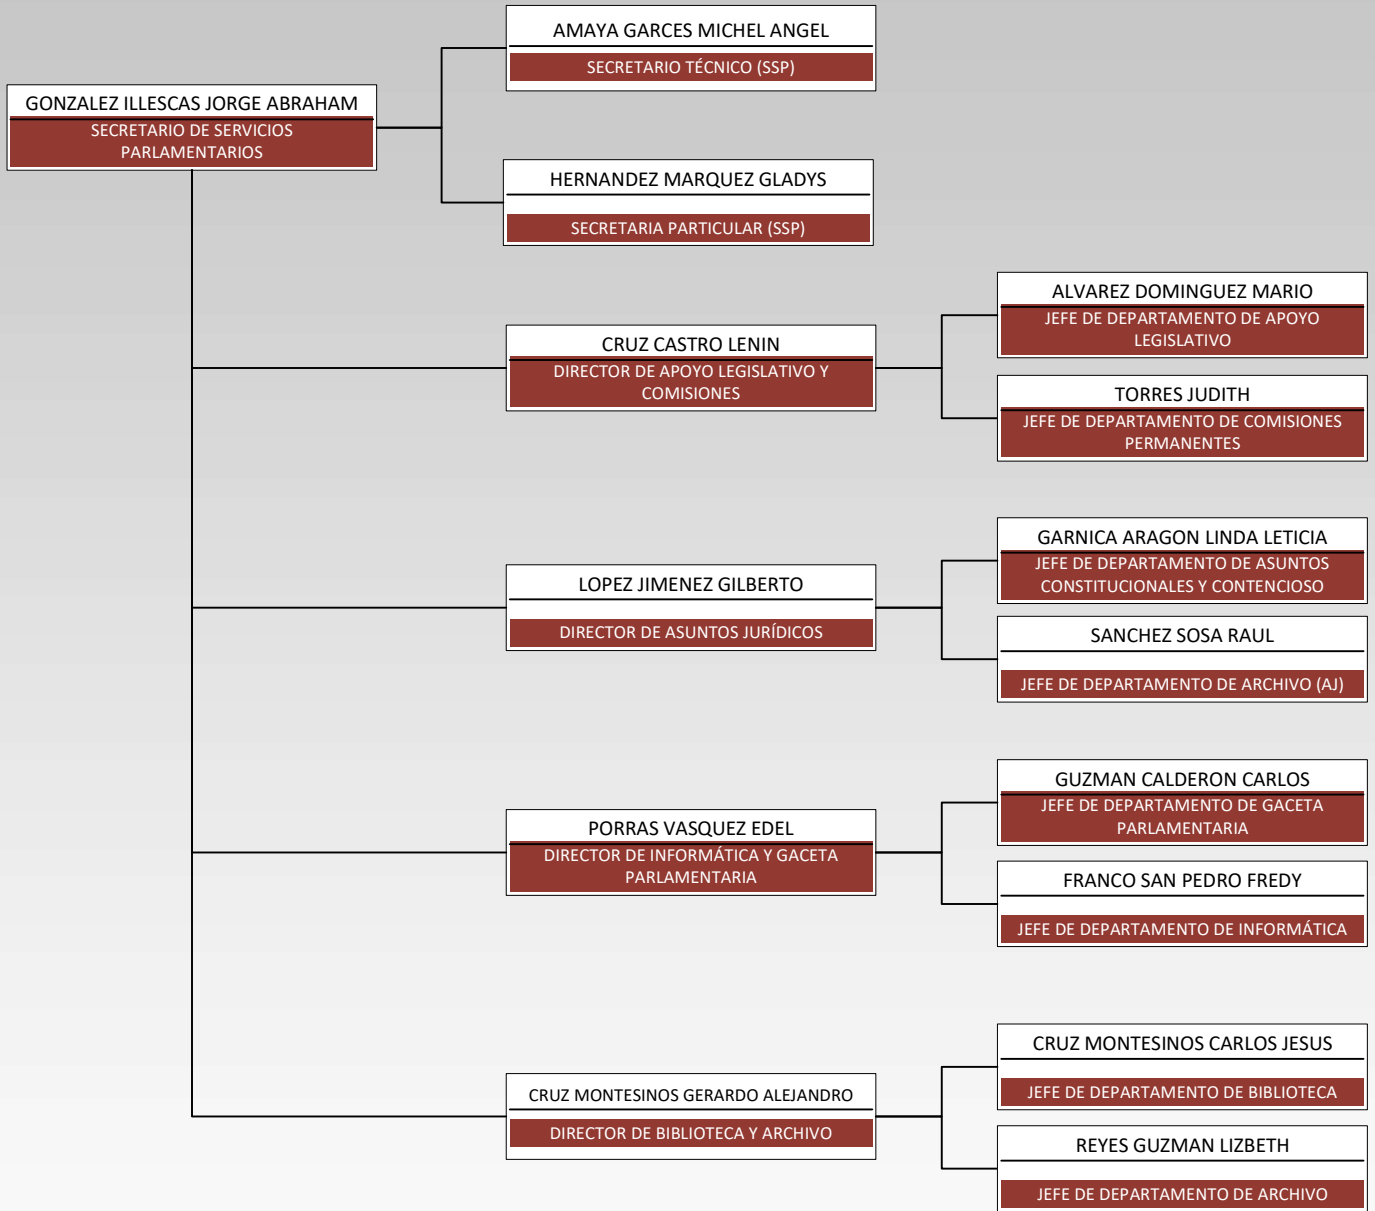 AMAYA GARCES MICHEL ANGEL
SECRETARIO TÉCNICO (SSP)
GONZALEZ ILLESCAS JORGE ABRAHAM
SECRETARIO DE SERVICIOS
PARLAMENTARIOS
HERNANDEZ MARQUEZ GLADYS
SECRETARIA PARTICULAR (SSP)
CRUZ CASTRO LENIN
DIRECTOR DE APOYO LEGISLATIVO Y
COMISIONES
ALVAREZ DOMINGUEZ MARIO
JEFE DE DEPARTAMENTO DE APOYO
LEGISLATIVO
TORRES JUDITH
JEFE DE DEPARTAMENTO DE COMISIONES
PERMANENTES
LOPEZ JIMENEZ GILBERTO
DIRECTOR DE ASUNTOS JURÍDICOS
GARNICA ARAGON LINDA LETICIA
JEFE DE DEPARTAMENTO DE ASUNTOS
CONSTITUCIONALES Y CONTENCIOSO
SANCHEZ SOSA RAUL
JEFE DE DEPARTAMENTO DE ARCHIVO (AJ)
PORRAS VASQUEZ EDEL
DIRECTOR DE INFORMÁTICA Y GACETA
PARLAMENTARIA
GUZMAN CALDERON CARLOS
JEFE DE DEPARTAMENTO DE GACETA
PARLAMENTARIA
FRANCO SAN PEDRO FREDY
JEFE DE DEPARTAMENTO DE INFORMÁTICA
CRUZ MONTESINOS GERARDO ALEJANDRO
DIRECTOR DE BIBLIOTECA Y ARCHIVO
CRUZ MONTESINOS CARLOS JESUS
JEFE DE DEPARTAMENTO DE BIBLIOTECA
REYES GUZMAN LIZBETH
JEFE DE DEPARTAMENTO DE ARCHIVO